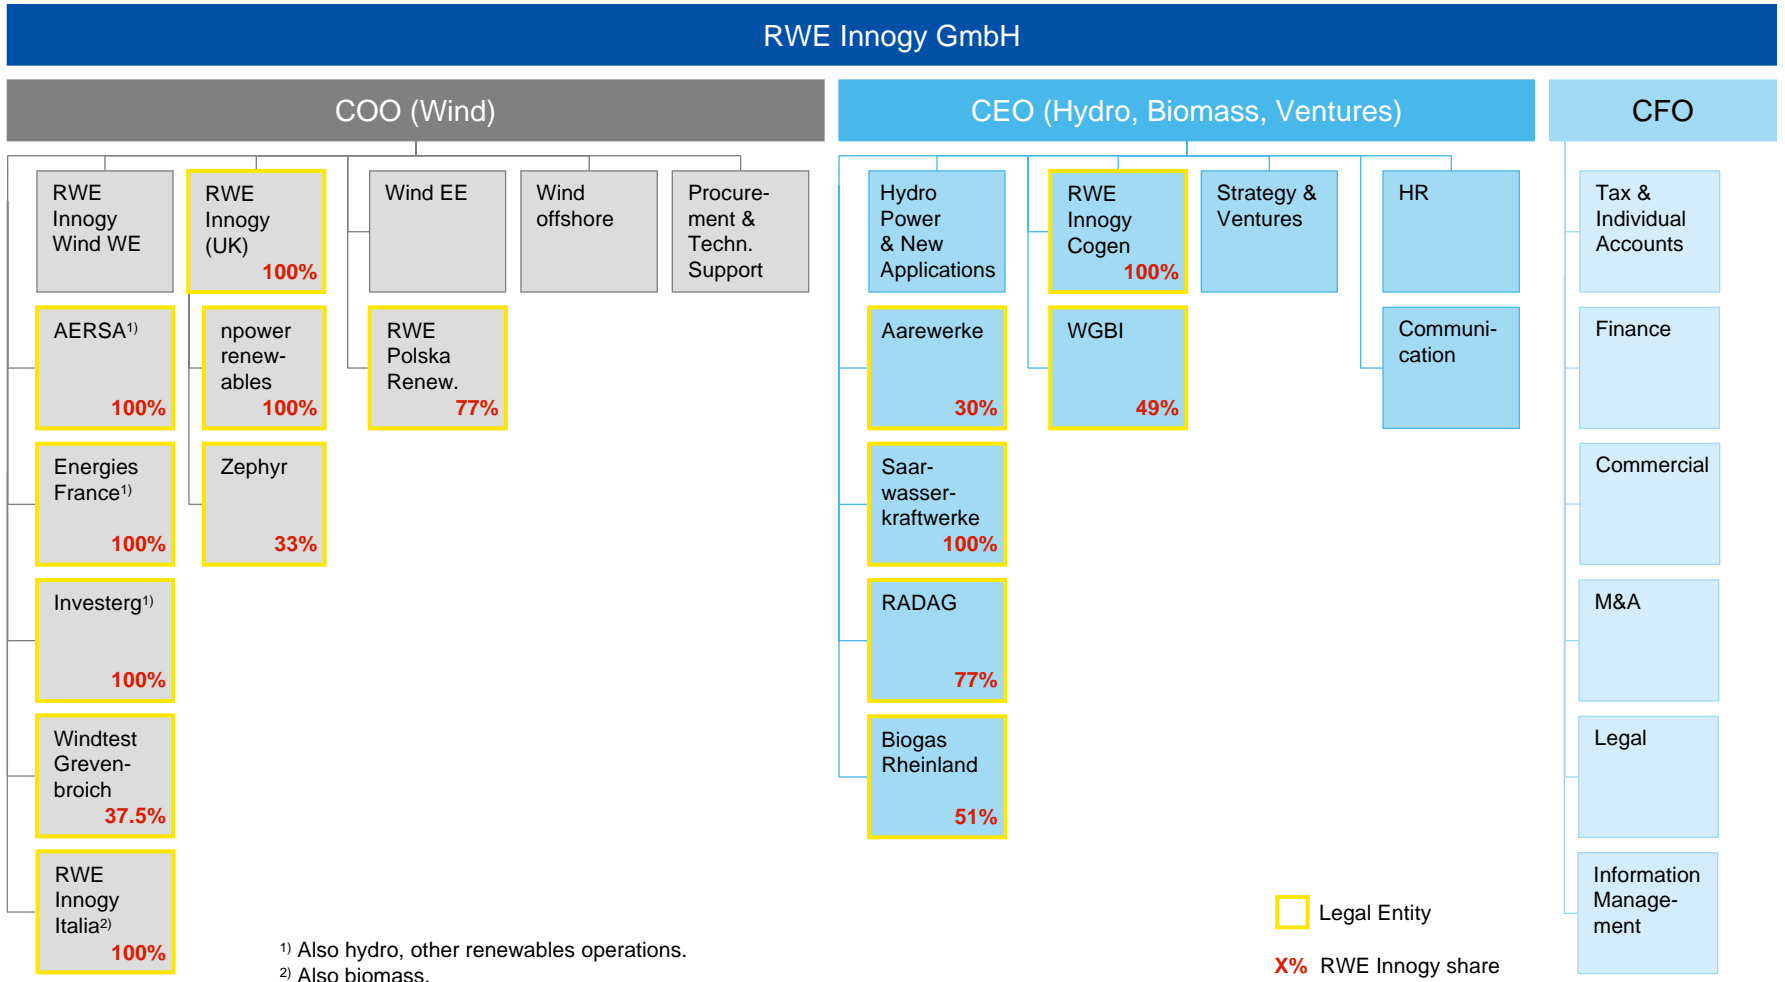 RWE Innogy GmbH
COO (Wind)
CEO (Hydro, Biomass, Ventures)
CFO
RWE
Innogy
Wind WE
RWE
Innogy
(UK)
100%
Wind EE
Wind
offshore
Procure-
ment &
Techn.
Support
Hydro
Power
& New
Applications
RWE
Innogy
Cogen
100%
Strategy &
Ventures
HR
Tax &
Individual
Accounts
AERSA1)
100%
npower
renew-
ables
100%
RWE
Polska
Renew.
77%
Aarewerke
30%
WGBI
49%
Communi-
cation
Finance
Energies
France1)
100%
Zephyr
33%
Saar-
wasser-
kraftwerke
100%
Commercial
Investerg1)
100%
RADAG
77%
M&A
Windtest
Greven-
broich
37.5%
Biogas
Rheinland
51%
Legal
RWE
Innogy
Italia2)
100%
Information
Manage-
ment
1) Also hydro, other renewables operations.
2) Also biomass.
Legal Entity
X% RWE Innogy share